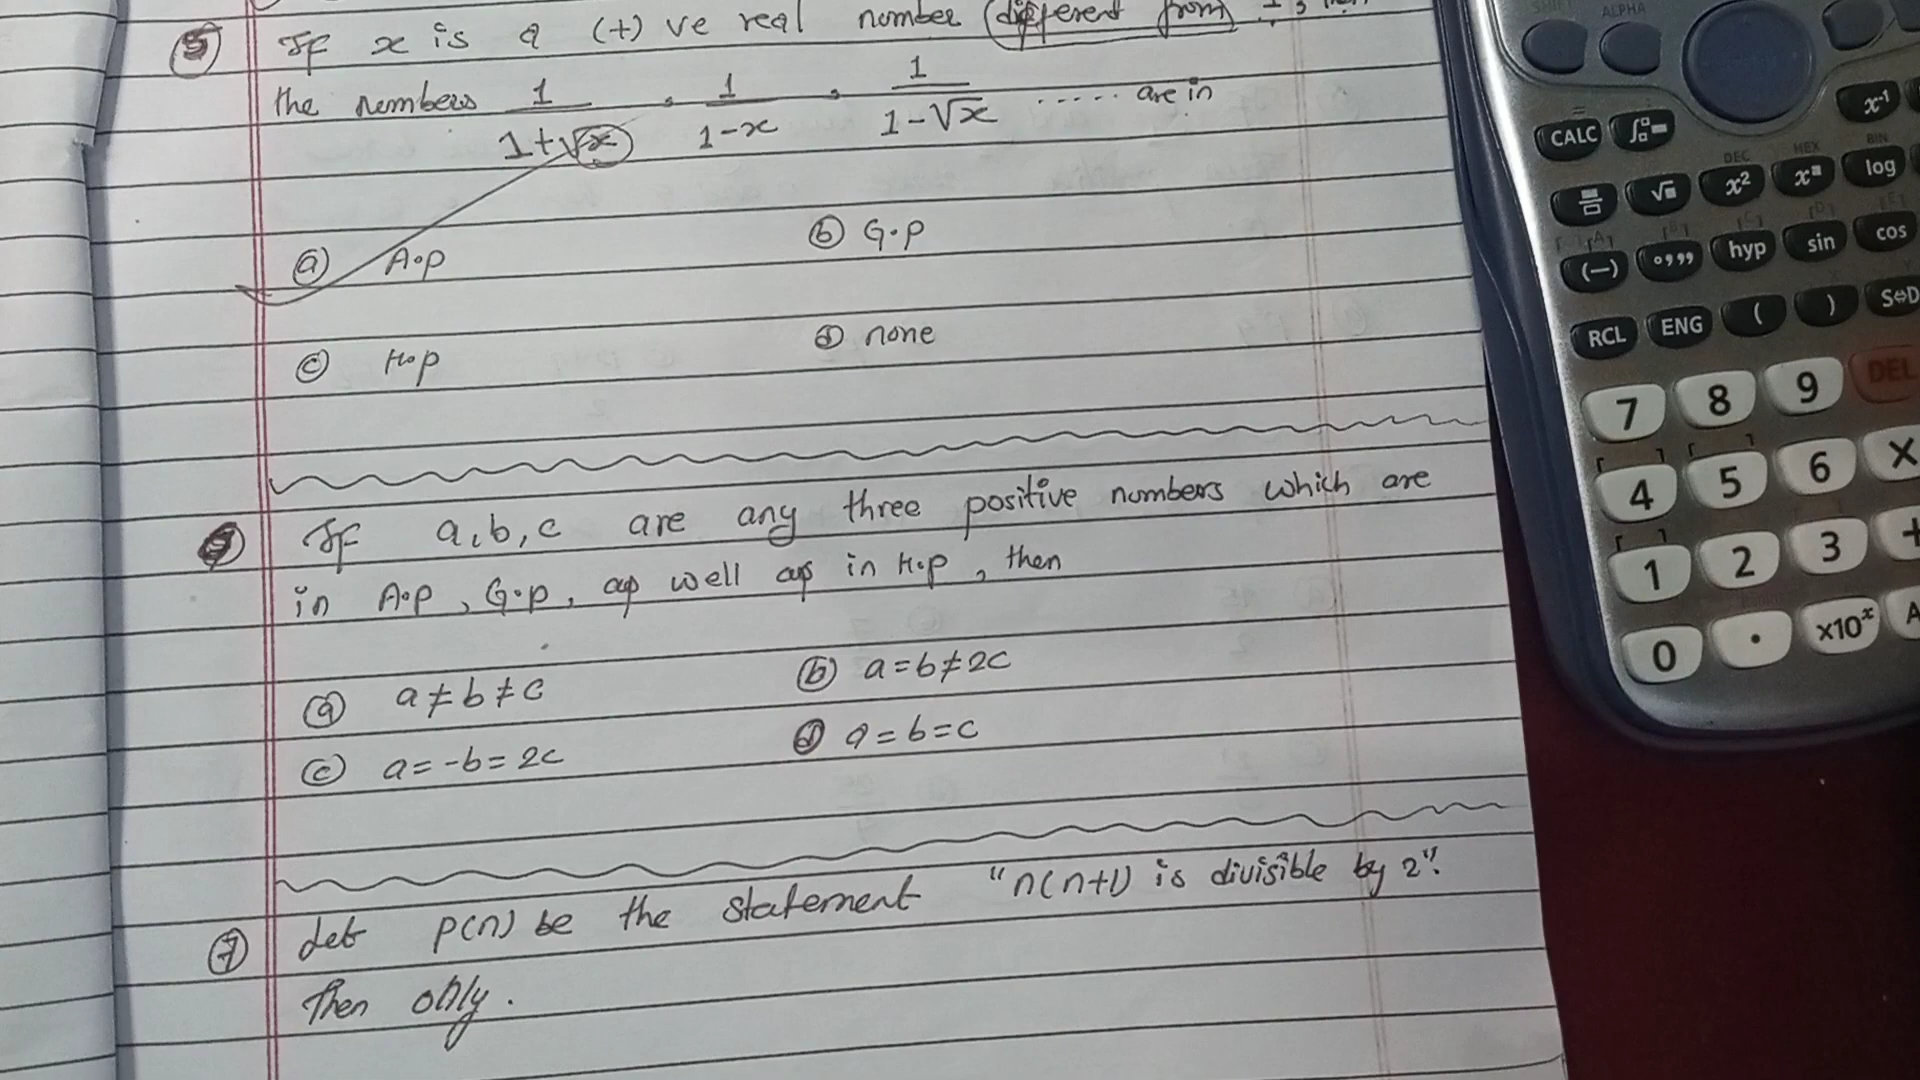 5 If x is a (+) ve real number (different from 1
the numbers 1/(1+√x), 1/(1-x), 1/(1-√x) ..... are in
(a) A.p (b) G.p
(c) H.p (d) none
If a,b,c are any three positive numbers which are
in A.p, G.p, as well as in H.p, then
(a) a≠b≠c (b) a=b≠2c
(c) a=-b=2c (d) a=b=c
7 Let p(n) be the statement "n(n+1) is divisible by 2".
Then only.
SHIFT ALPHA
CALC x⁻¹
DEC HEX BIN
x² log
(−) hyp sin cos
RCL ENG ( ) S⇔D
7 8 9 DEL
4 5 6 ×
1 2 3 +
0 . ×10ˣ A